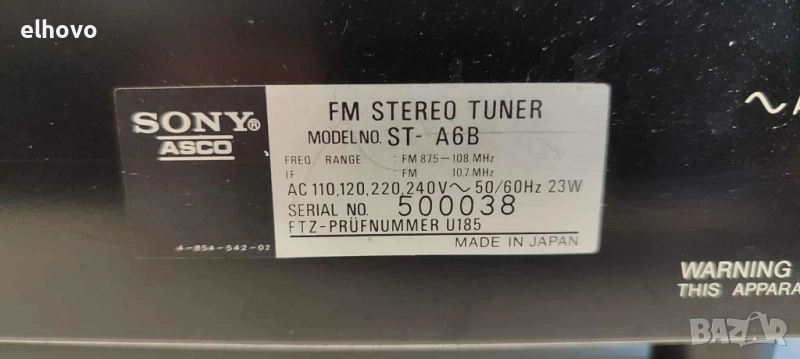 elhovo
SONY®
ASCO
FM STEREO TUNER
MODEL NO. ST- A6B
FREQ RANGE : FM 87.5-108 MHz
IF : FM 10.7 MHz
AC 110,120,220,240V ~ 50/60Hz 23W
SERIAL NO. 500038
FTZ-PRÜFNUMMER U185
4-854-542-02
MADE IN JAPAN
~
WARNING
THIS APPARA
BAZAR